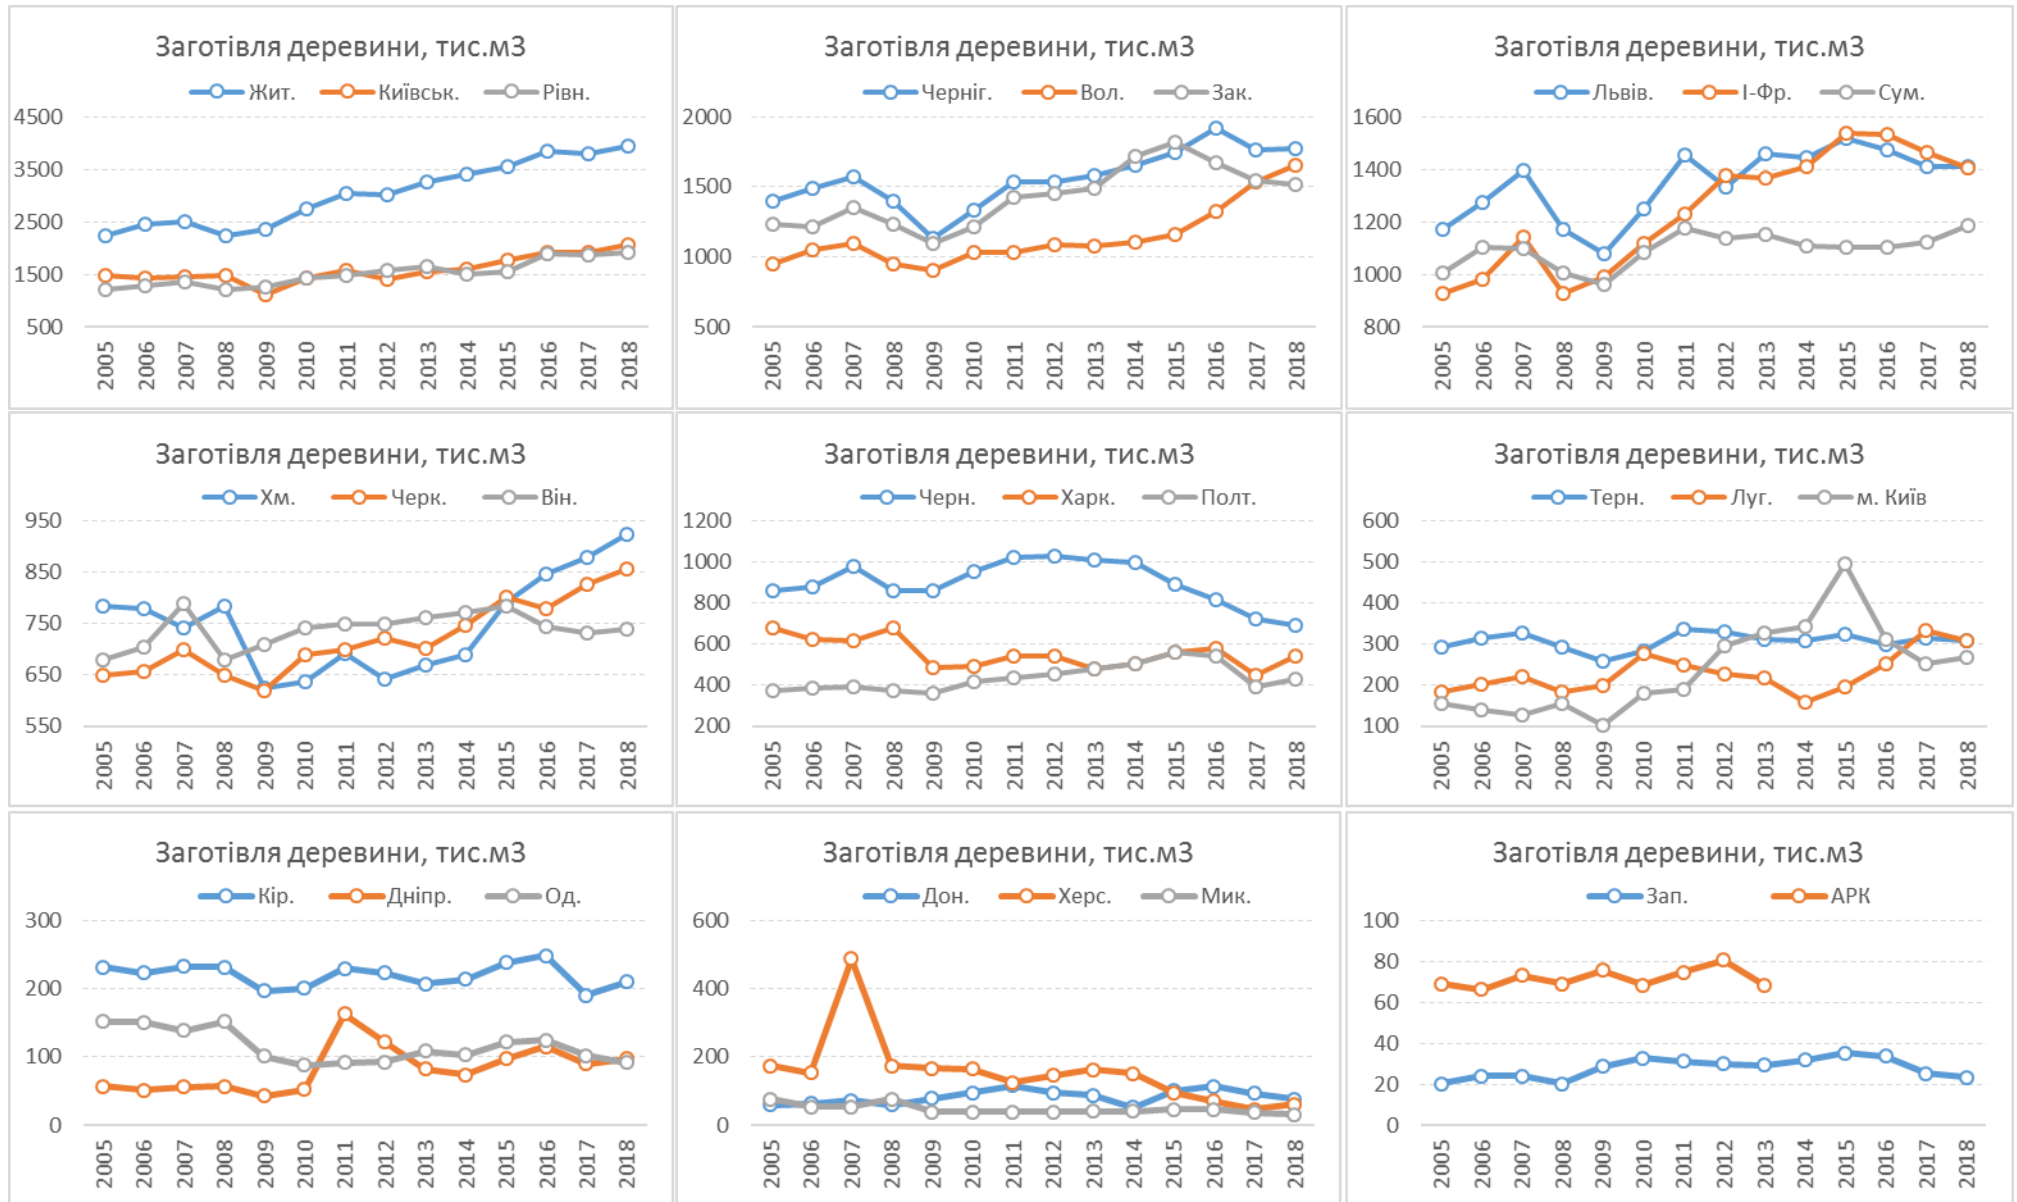 Заготівля деревини, тис.м3
Жит. Київськ. Рівн.
4500
3500
2500
1500
500
2005 2006 2007 2008 2009 2010 2011 2012 2013 2014 2015 2016 2017 2018
Заготівля деревини, тис.м3
Черніг. Вол. Зак.
2000
1500
1000
500
2005 2006 2007 2008 2009 2010 2011 2012 2013 2014 2015 2016 2017 2018
Заготівля деревини, тис.м3
Львів. І-Фр. Сум.
1600
1400
1200
1000
800
2005 2006 2007 2008 2009 2010 2011 2012 2013 2014 2015 2016 2017 2018
Заготівля деревини, тис.м3
Хм. Черк. Він.
950
850
750
650
550
2005 2006 2007 2008 2009 2010 2011 2012 2013 2014 2015 2016 2017 2018
Заготівля деревини, тис.м3
Черн. Харк. Полт.
1200
1000
800
600
400
200
2005 2006 2007 2008 2009 2010 2011 2012 2013 2014 2015 2016 2017 2018
Заготівля деревини, тис.м3
Терн. Луг. м. Київ
600
500
400
300
200
100
2005 2006 2007 2008 2009 2010 2011 2012 2013 2014 2015 2016 2017 2018
Заготівля деревини, тис.м3
Кір. Дніпр. Од.
300
200
100
0
2005 2006 2007 2008 2009 2010 2011 2012 2013 2014 2015 2016 2017 2018
Заготівля деревини, тис.м3
Дон. Херс. Мик.
600
400
200
0
2005 2006 2007 2008 2009 2010 2011 2012 2013 2014 2015 2016 2017 2018
Заготівля деревини, тис.м3
Зап. АРК
100
80
60
40
20
0
2005 2006 2007 2008 2009 2010 2011 2012 2013 2014 2015 2016 2017 2018